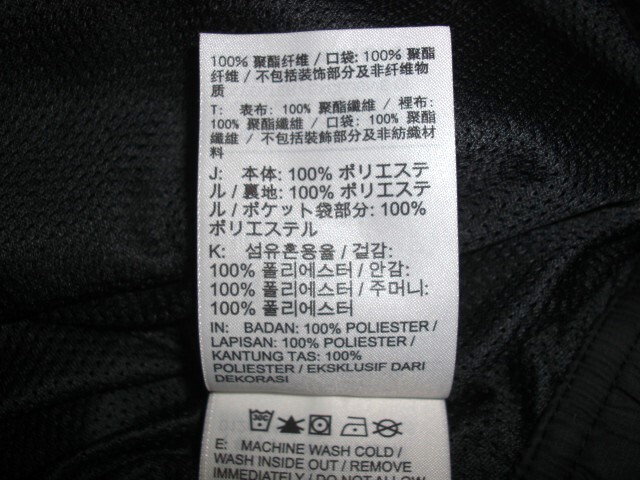 100% 聚酯纤维 / 口袋: 100% 聚酯
纤维 / 不包括装饰部分及非纤维物
质
T: 表布: 100% 聚酯纖維 / 裡布:
100% 聚酯纖維 / 口袋: 100% 聚酯
纖維 / 不包括裝飾部分及非紡織材
料
J: 本体: 100% ポリエステ
ル / 裏地: 100% ポリエステ
ル / ポケット袋部分: 100%
ポリエステル
K: 섬유혼용율 / 겉감:
100% 폴리에스터 / 안감:
100% 폴리에스터 / 주머니:
100% 폴리에스터
IN: BADAN: 100% POLIESTER /
LAPISAN: 100% POLIESTER /
KANTUNG TAS: 100%
POLIESTER / EKSKLUSIF DARI
DEKORASI
E: MACHINE WASH COLD /
WASH INSIDE OUT / REMOVE
IMMEDIATELY / DO NOT ALLOW